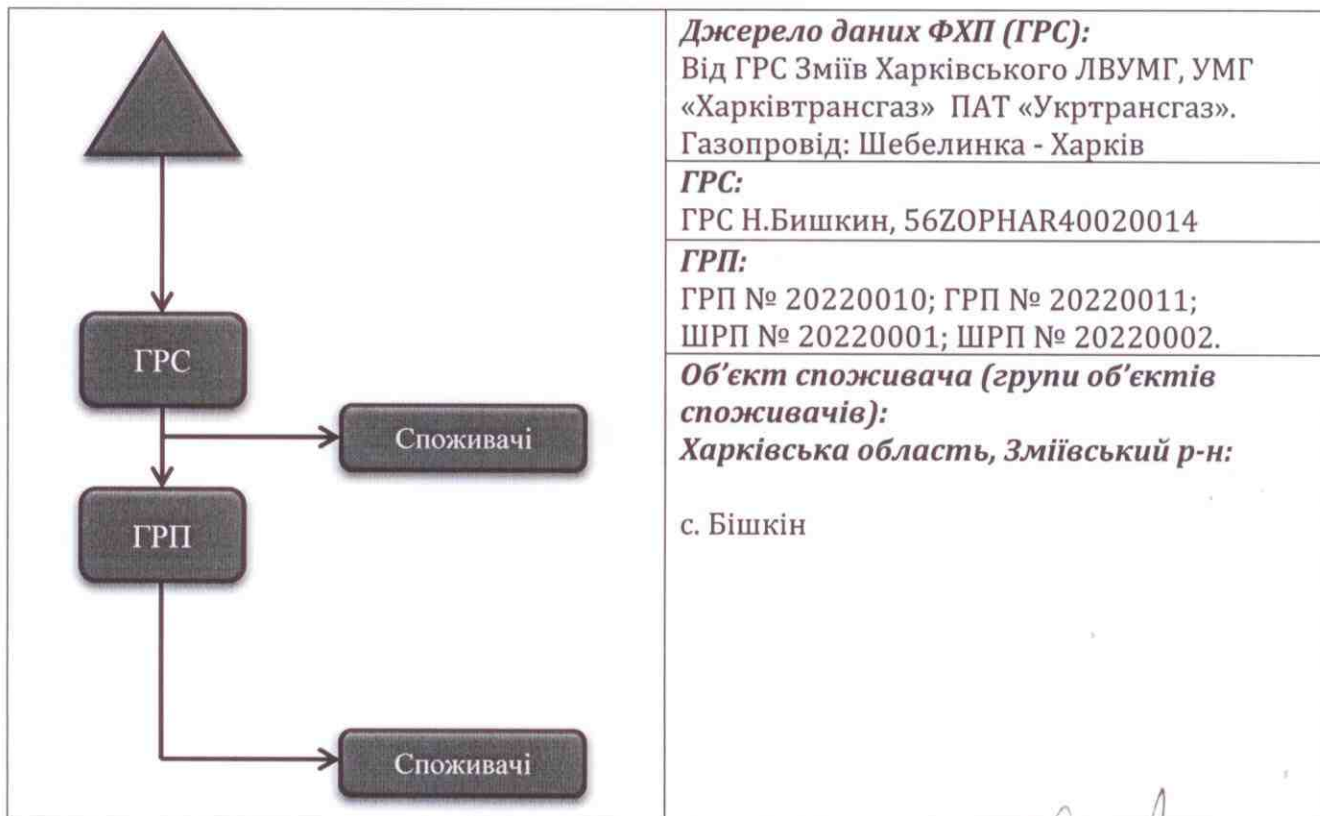 ГРС
Споживачі
ГРП
Споживачі
Джерело даних ФХП (ГРС):
Від ГРС Зміїв Харківського ЛВУМГ, УМГ
«Харківтрансгаз» ПАТ «Укртрансгаз».
Газопровід: Шебелинка - Харків
ГРС:
ГРС Н.Бишкин, 56ZOPHAR40020014
ГРП:
ГРП № 20220010; ГРП № 20220011;
ШРП № 20220001; ШРП № 20220002.
Об’єкт споживача (групи об’єктів
споживачів):
Харківська область, Зміївський р-н:
с. Бішкін